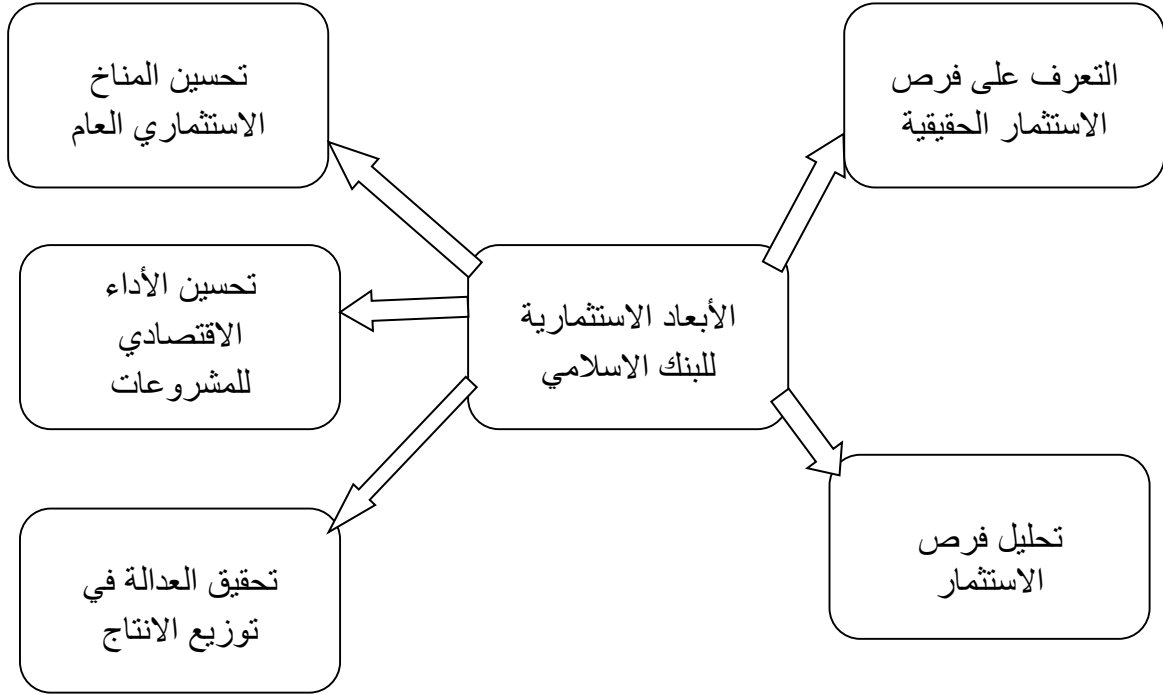 التعرف على فرص
الاستثمار الحقيقية
تحسين المناخ
الاستثماري العام
الأبعاد الاستثمارية
للبنك الاسلامي
تحسين الأداء
الاقتصادي
للمشروعات
تحليل فرص
الاستثمار
تحقيق العدالة في
توزيع الانتاج